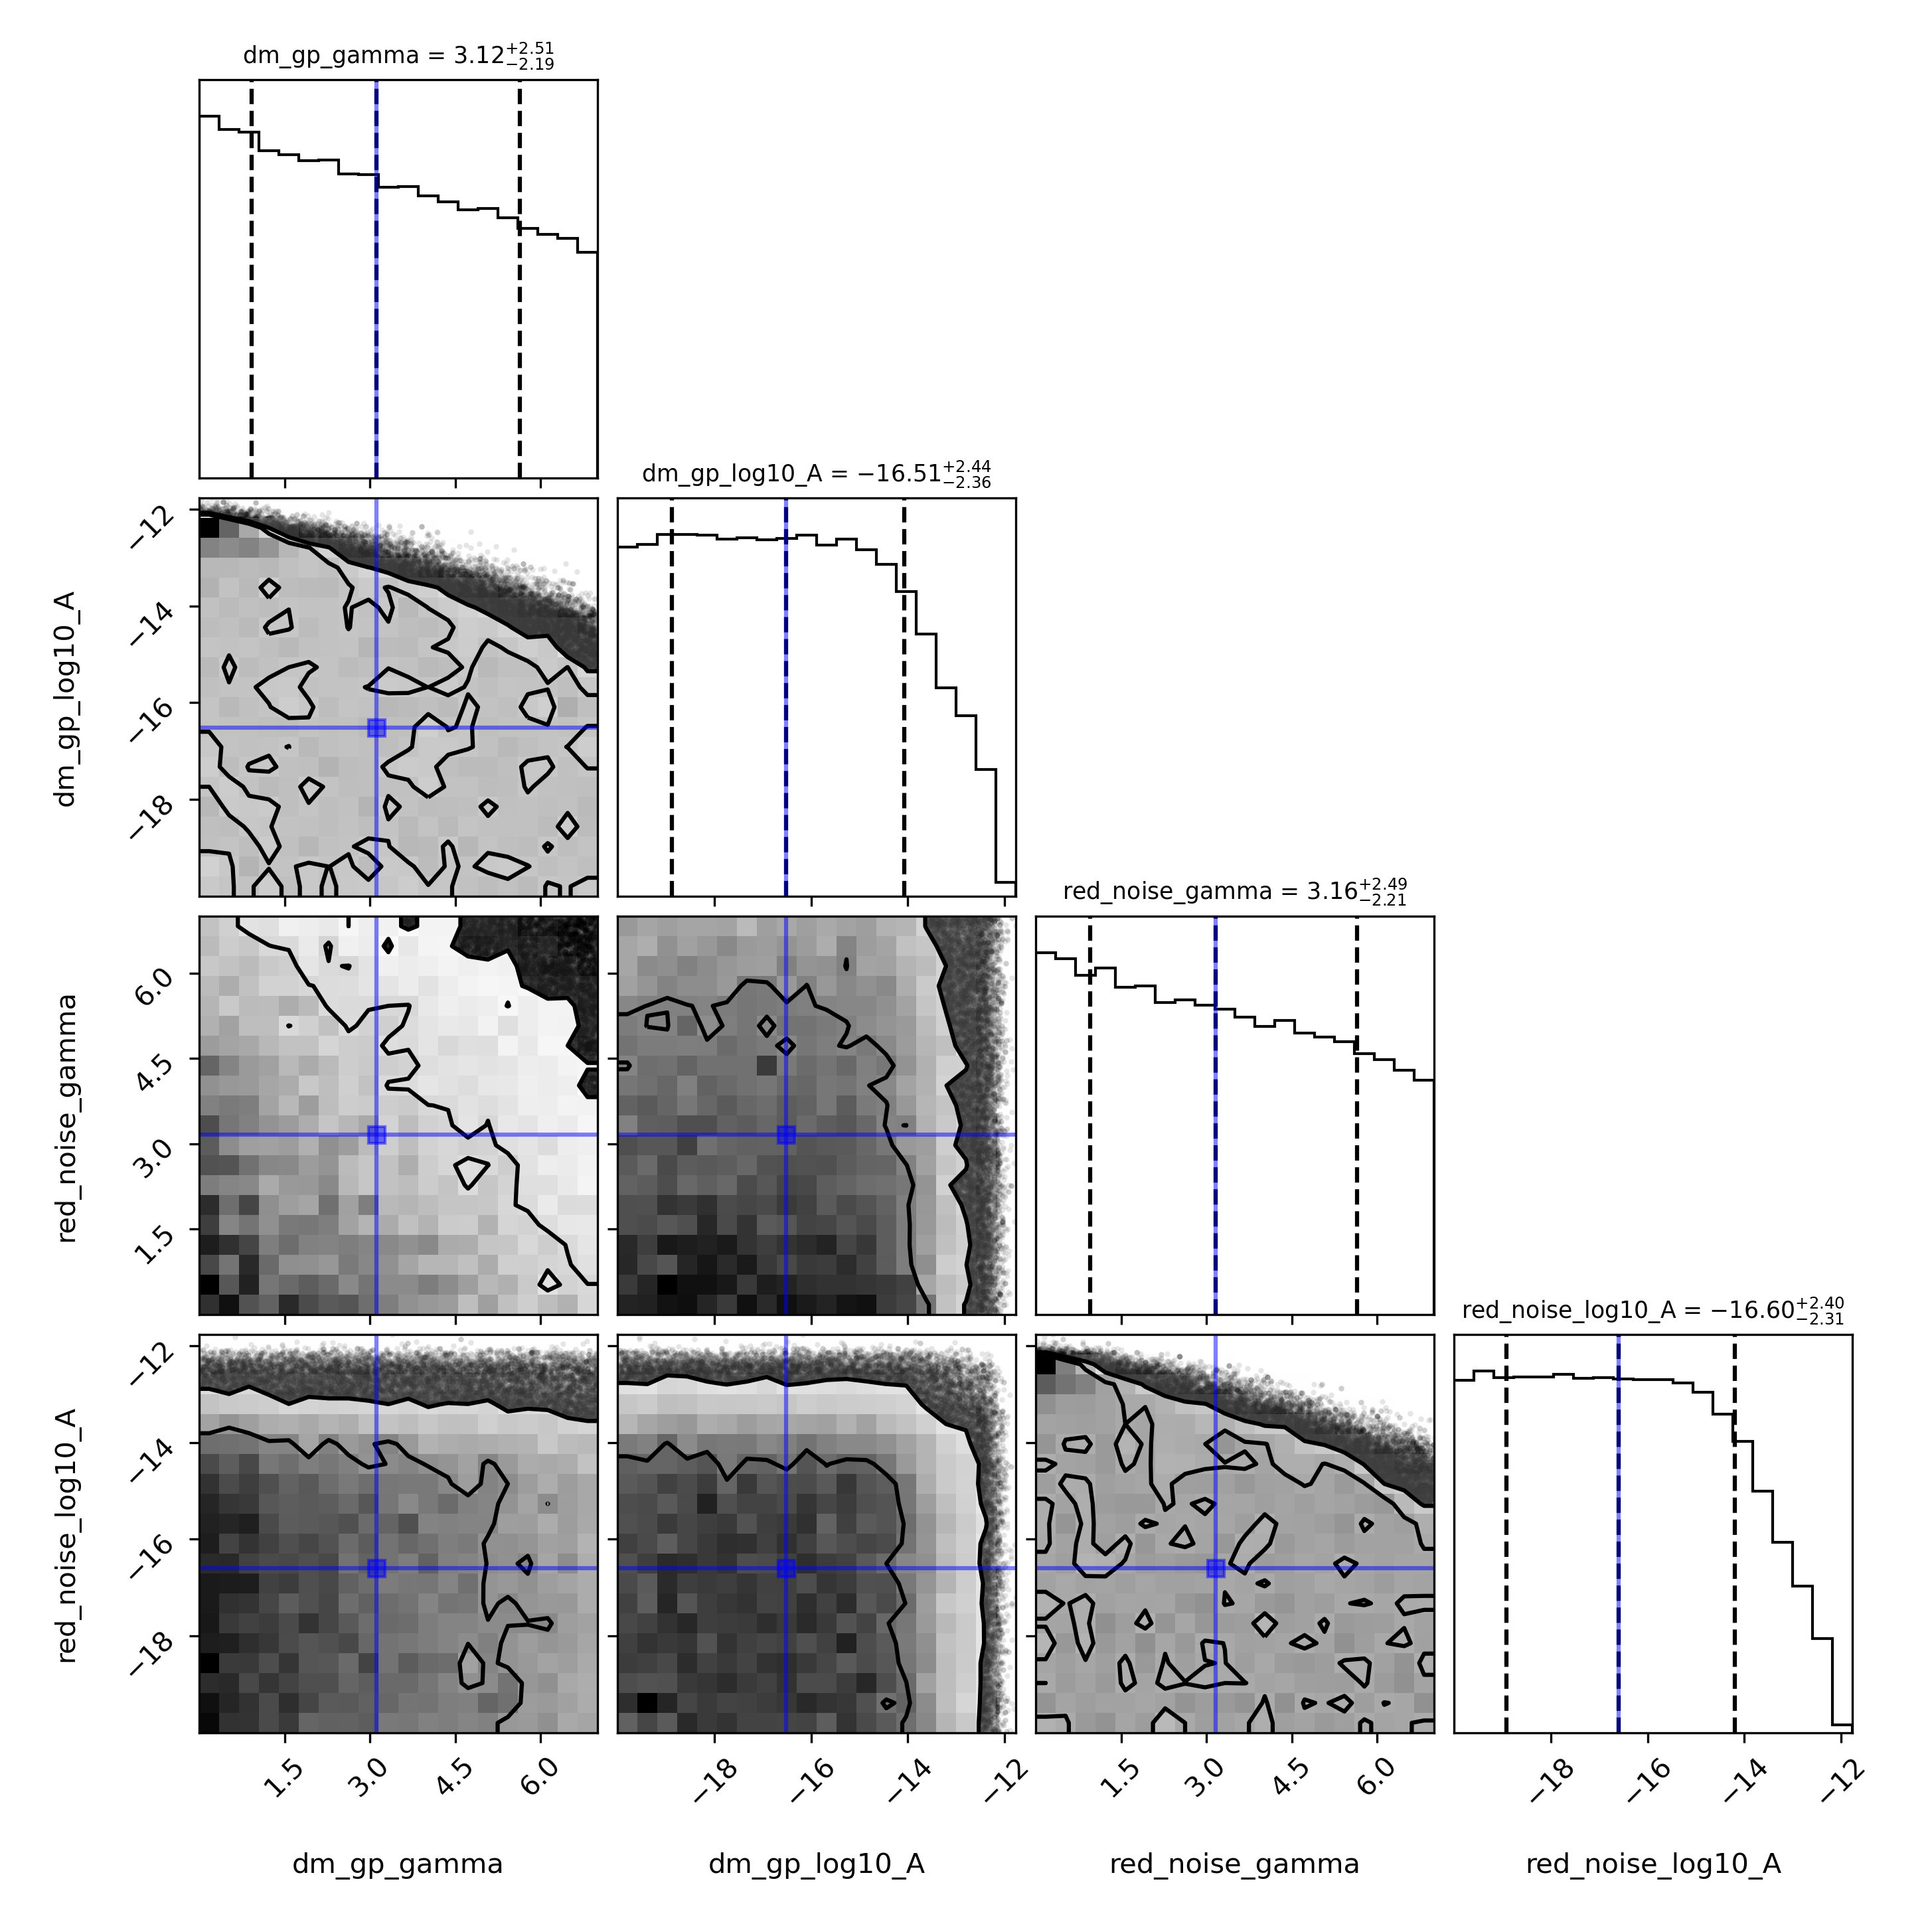 dm_gp_gamma = 3.12+2.51−2.19
dm_gp_log10_A = −16.51+2.44−2.36
−12
−14
−16
−18
dm_gp_log10_A
red_noise_gamma = 3.16+2.49−2.21
6.0
4.5
3.0
1.5
red_noise_gamma
red_noise_log10_A = −16.60+2.40−2.31
−12
−14
−16
−18
red_noise_log10_A
1.5 3.0 4.5 6.0 −18 −16 −14 −12 1.5 3.0 4.5 6.0 −18 −16 −14 −12
dm_gp_gamma dm_gp_log10_A red_noise_gamma red_noise_log10_A